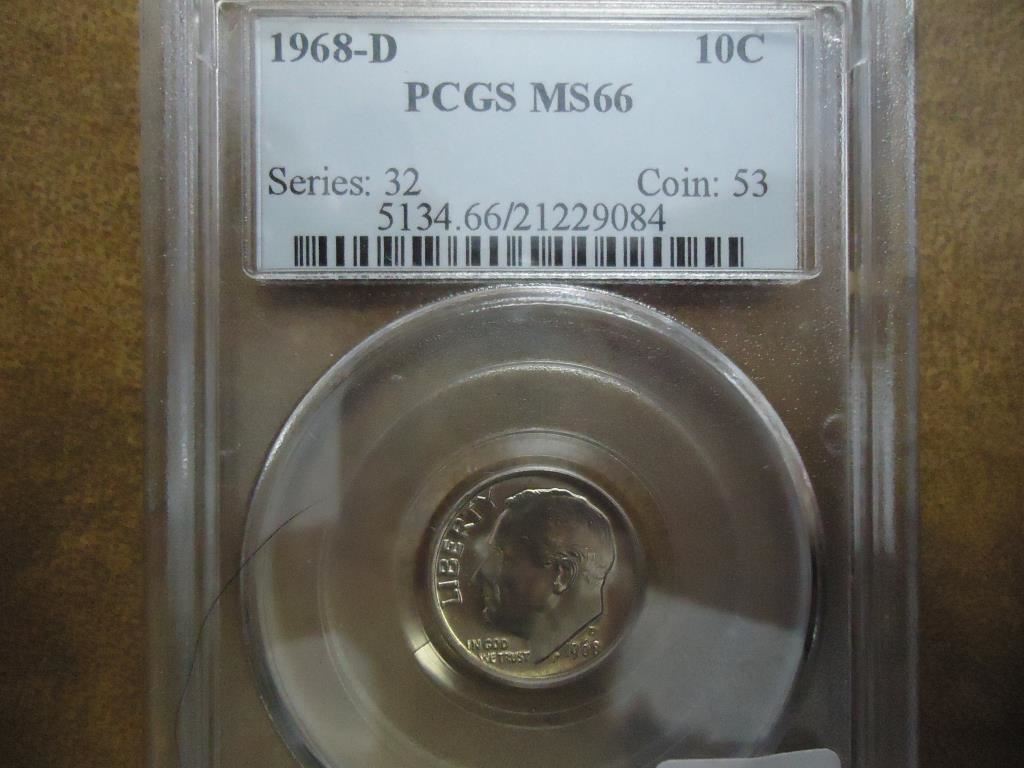 1968-D 10C
PCGS MS66
Series: 32 Coin: 53
5134.66/21229084
LIBERTY
IN GOD
WE TRUST
D
1968